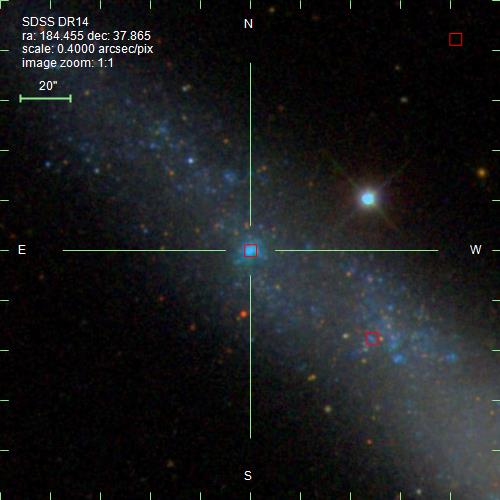 SDSS DR14
ra: 184.455 dec: 37.865
scale: 0.4000 arcsec/pix
image zoom: 1:1
20"
N
E
W
S